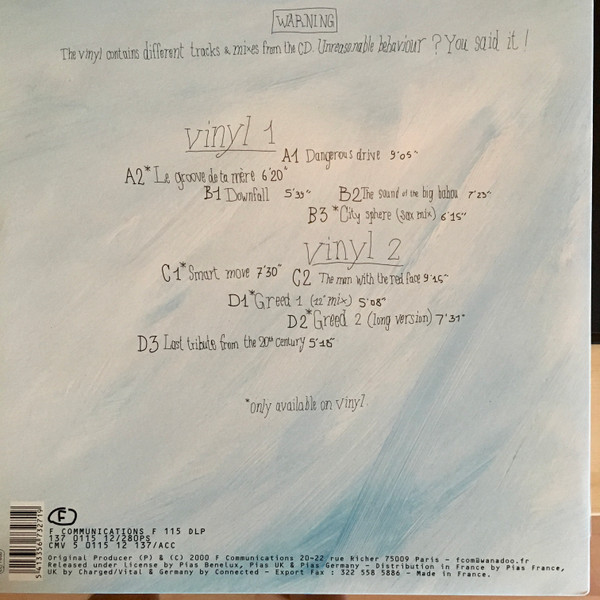 WARNING
The vinyl contains different tracks & mixes from the CD. Unreasonable behaviour ? You said it !
vinyl 1
A1 Dangerous drive 9'05"
A2* Le groove de ta mère 6'20"
B1 Downfall 5'39" B2 The sound of the big babou 7'23"
B3 *City sphere (sax mix) 6'15"
vinyl 2
C1* Smart move 7'30" C2 The man with the red face 9'15"
D1* Greed 1 (12" mix) 5'08"
D2* Greed 2 (long version) 7'31"
D3 Last tribute from the 20th century 5'18"
*only available on vinyl.
F
F COMMUNICATIONS F 115 DLP
137 0115 12/280PS
CMV 5 0115 12 137/ACC
Original Producer (P) & (C) 2000 F Communications 20-22 rue Richer 75009 Paris - fcom@wanadoo.fr
Released under license by Pias Benelux, Pias UK & Pias Germany - Distribution in France by Pias France,
UK by Charged/Vital & Germany by Connected - Export Fax : 322 558 5886 - Made in France.